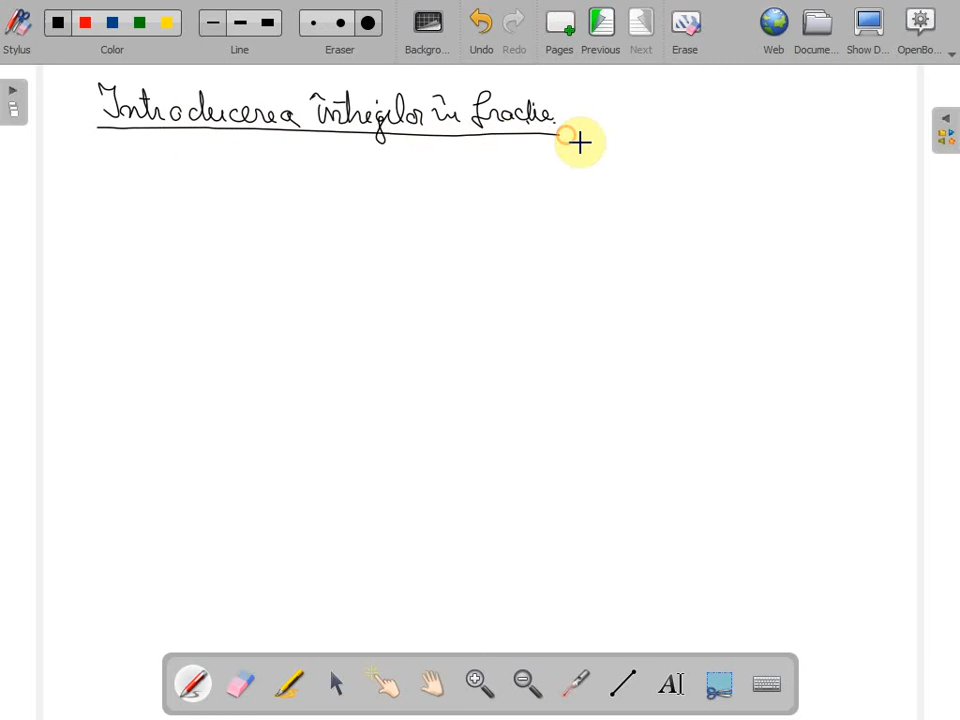 Stylus
Color
Line
Eraser
Backgro...
Undo
Redo
Pages
Previous
Next
Erase
Web
Docume...
Show D...
OpenBo...
Introducerea întregilor în fracție.
A